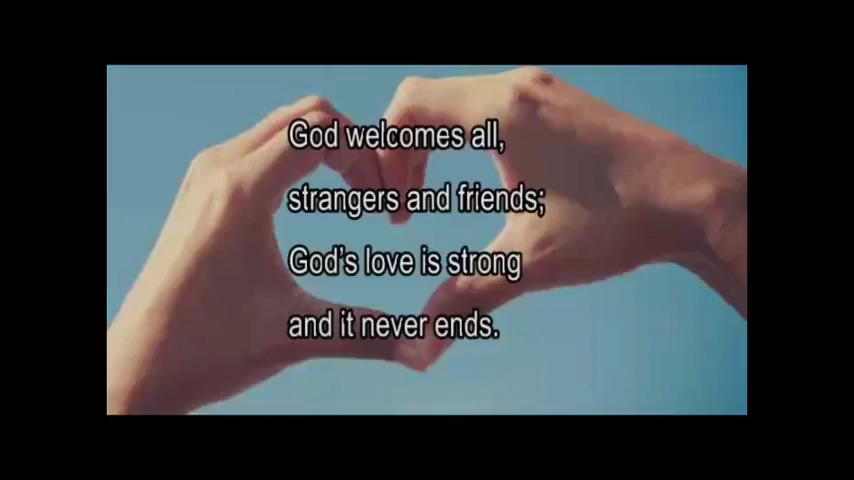 God welcomes all,
strangers and friends;
God's love is strong
and it never ends.